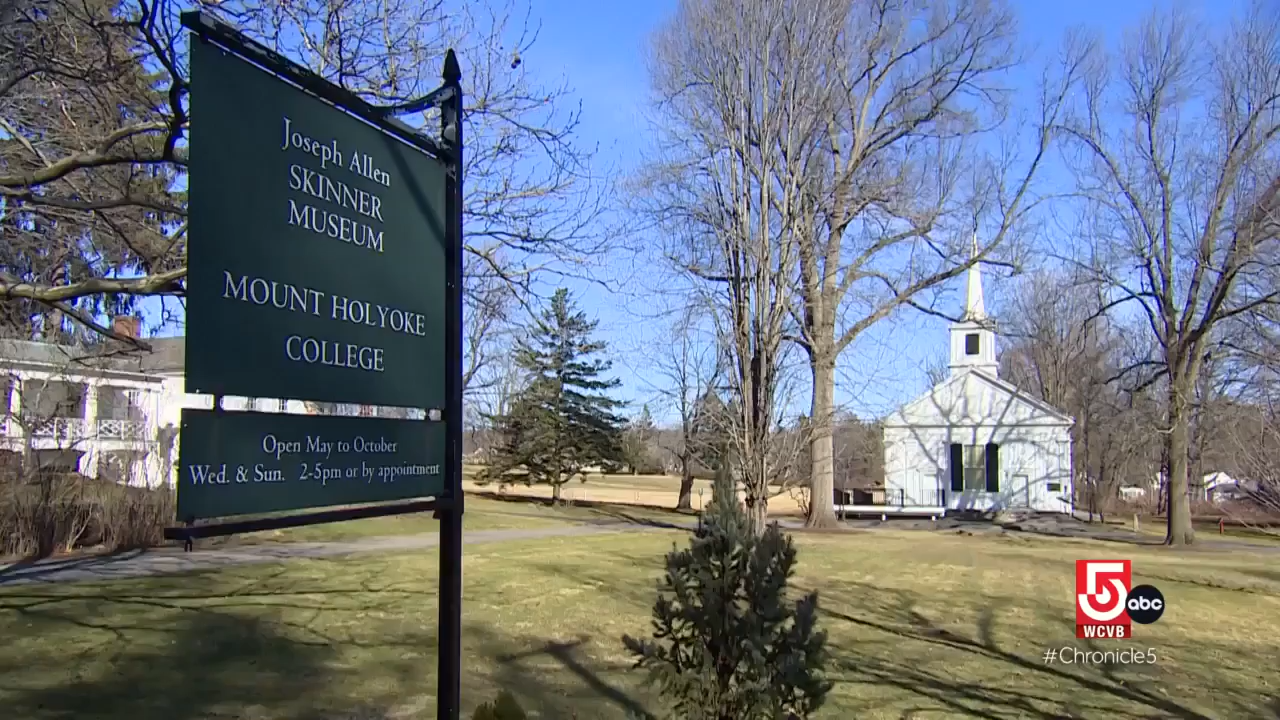 Joseph Allen
SKINNER
MUSEUM
MOUNT HOLYOKE
COLLEGE
Open May to October
Wed. & Sun. 2-5pm or by appointment
5
abc
WCVB
#Chronicle5